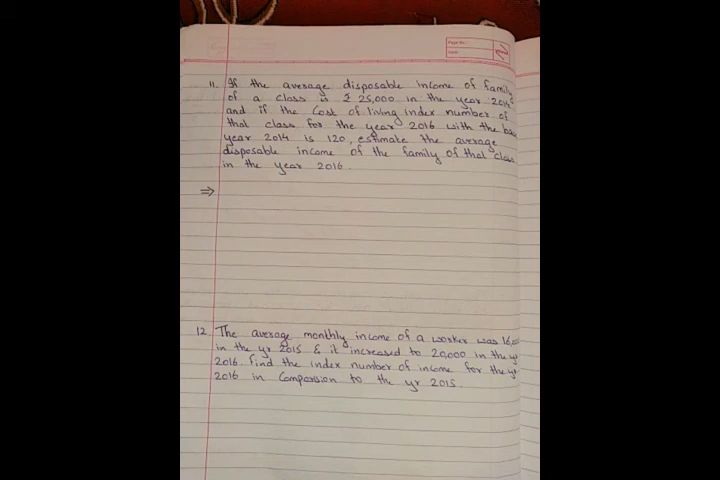 11. If the average disposable income of family
of a class is ₹ 25,000 in the year 2014
and if the Cost of living index number of
that class for the year 2016 with the
year 2014 is 120, estimate the average
disposable income of the family of that class
in the year 2016.
⇒
12. The average monthly income of a worker was
in the yr 2015 & it increased to 20,000 in the yr
2016. find the index number of income for the yr
2016 in Comparsion to the yr 2015